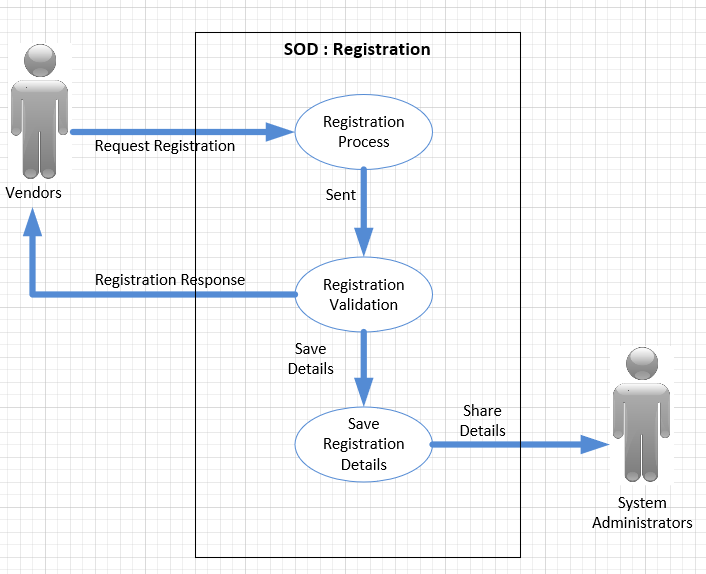 SOD : Registration
Registration
Process
Request Registration
Vendors
Sent
Registration Response
Registration
Validation
Save
Details
Save
Registration
Details
Share
Details
System
Administrators